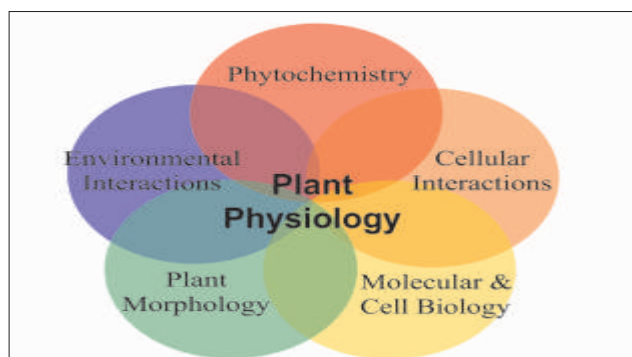 Phytochemistry
Environmental
Interactions
Cellular
Interactions
Plant
Physiology
Plant
Morphology
Molecular &
Cell Biology